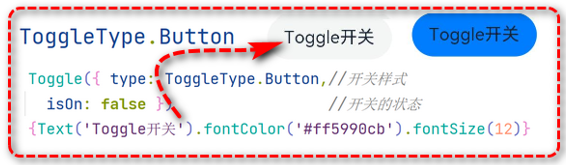 ToggleType.Button
Toggle开关
Toggle开关
Toggle({ type: ToggleType.Button,//开关样式
isOn: false }) //开关的状态
{Text('Toggle开关').fontColor('#ff5990cb').fontSize(12)}